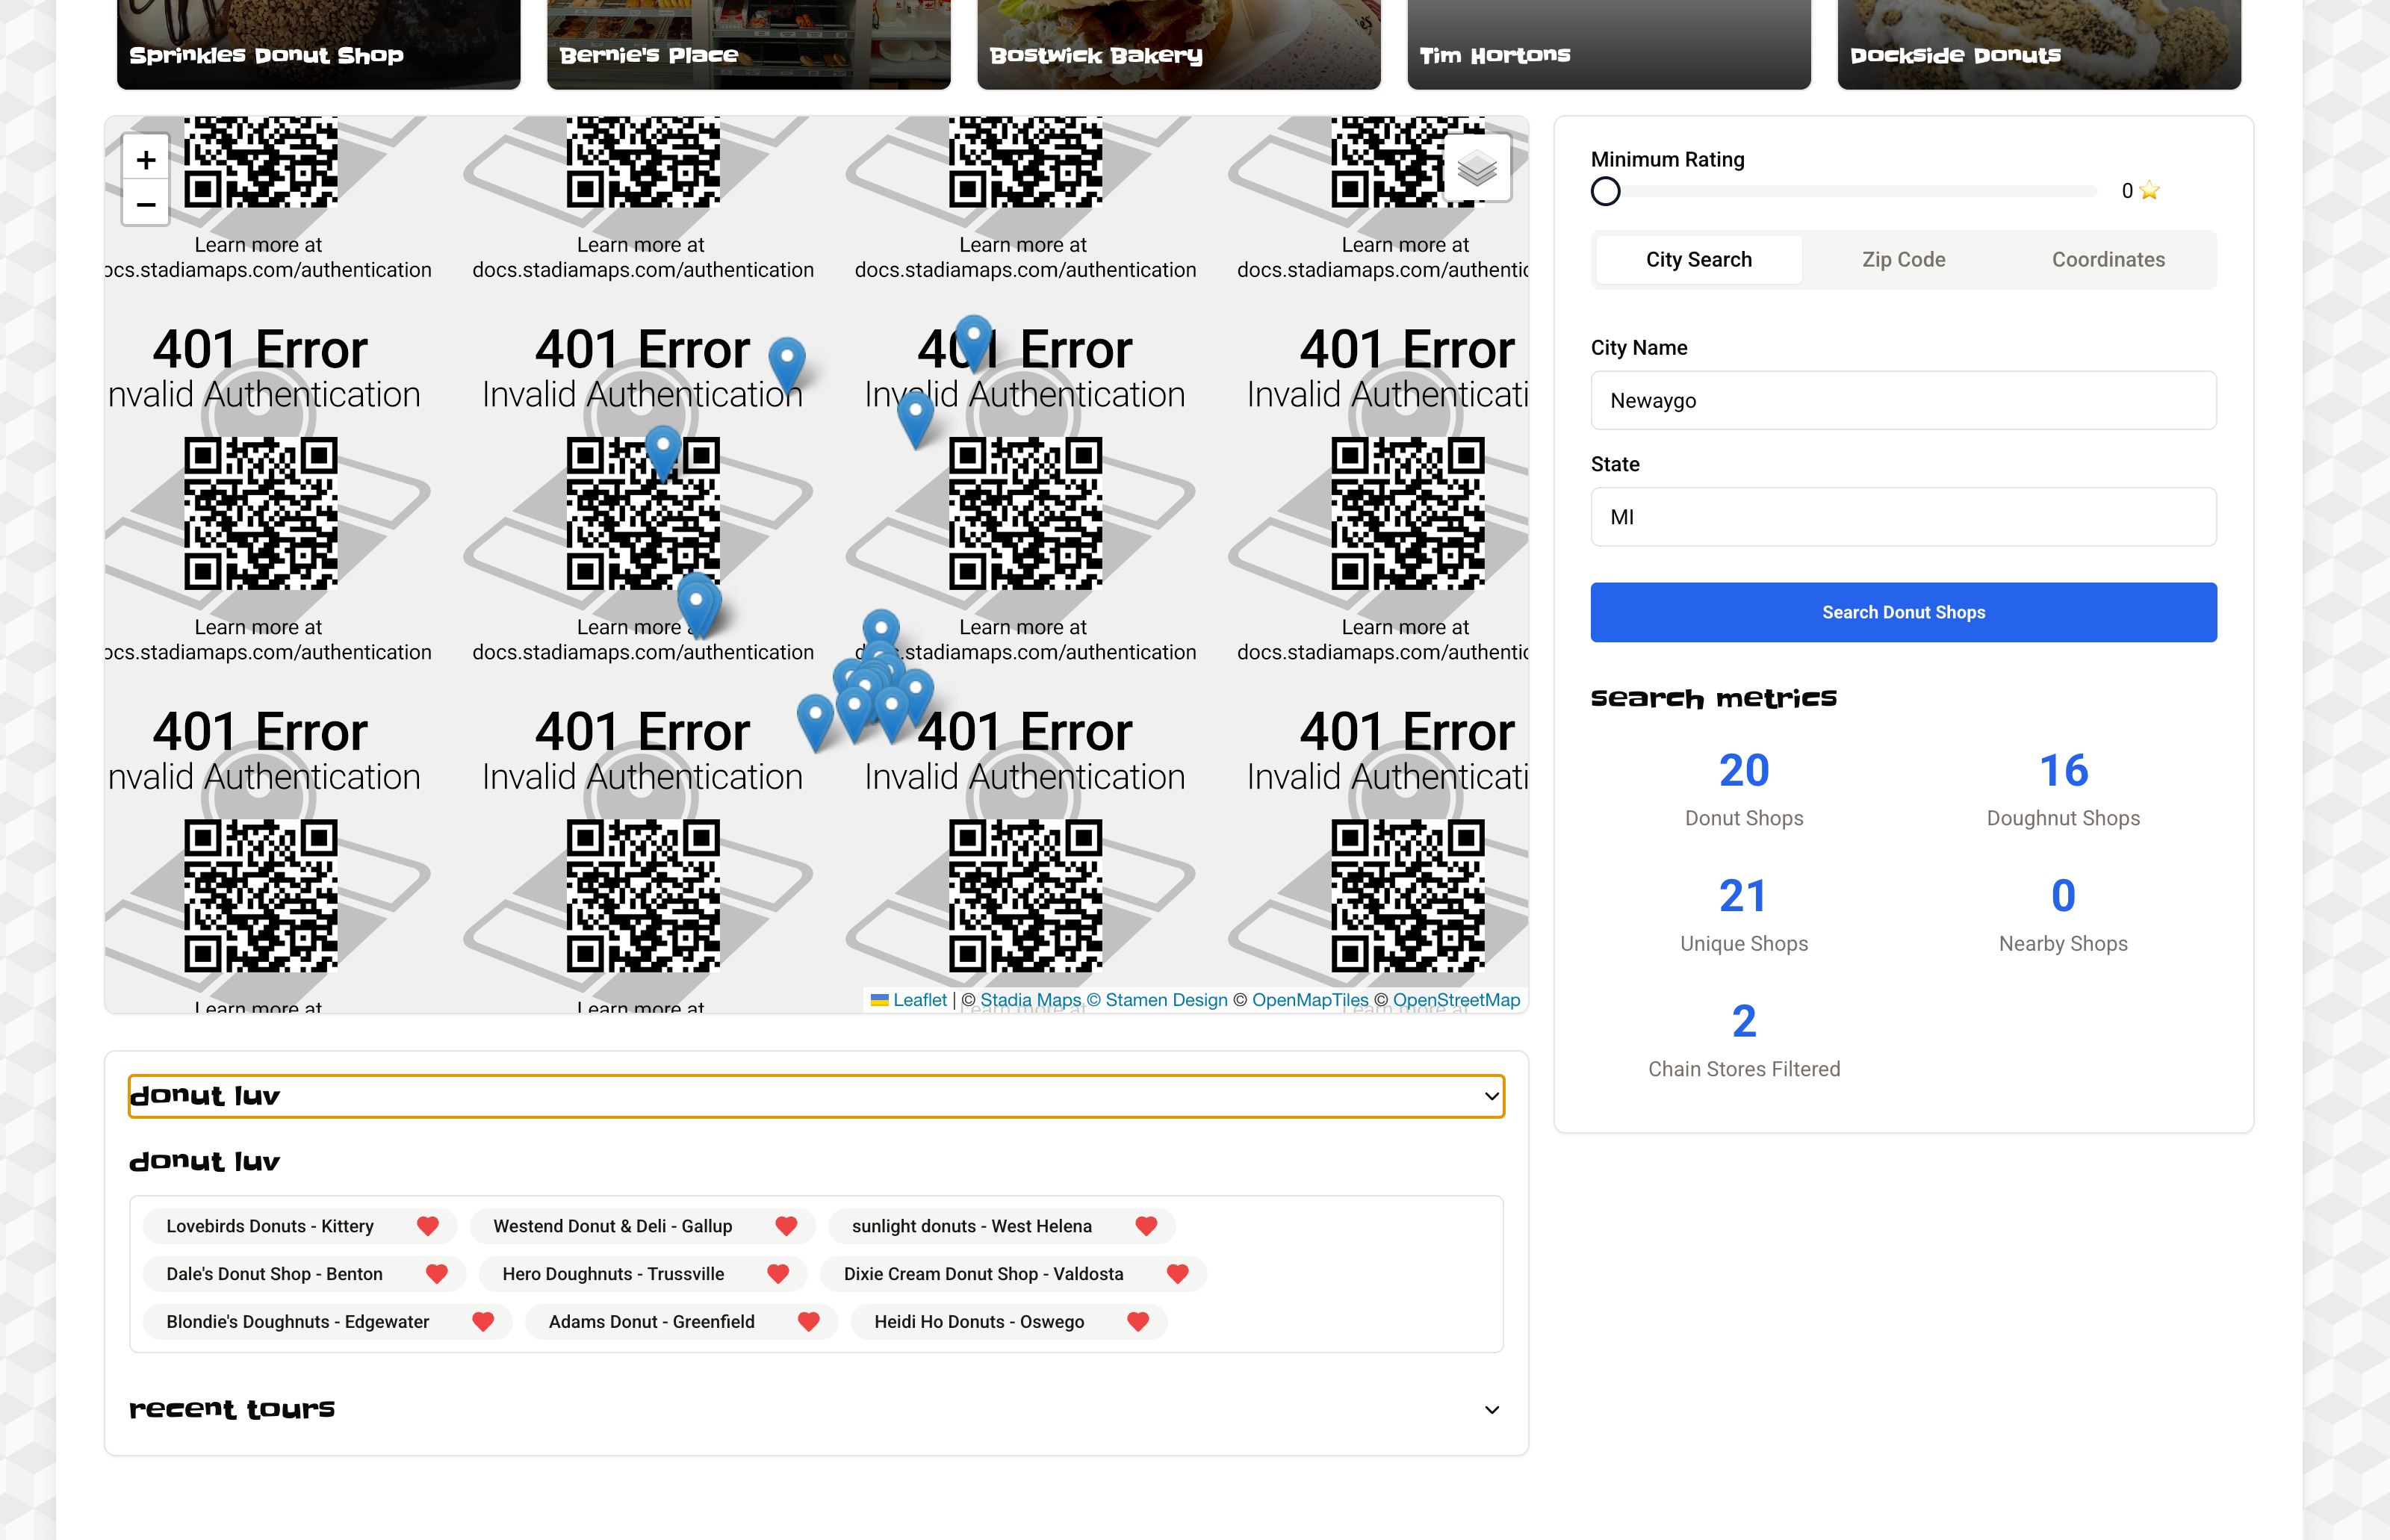 Sprinkles Donut Shop
Bernie's Place
Bostwick Bakery
Tim Hortons
Dockside Donuts
+
−
Learn more at
ocs.stadiamaps.com/authentication
Learn more at
docs.stadiamaps.com/authentication
Learn more at
docs.stadiamaps.com/authentication
Learn more at
docs.stadiamaps.com/authentic
401 Error
nvalid Authentication
401 Error
Invalid Authentication
401 Error
Invalid Authentication
401 Error
Invalid Authenticati
Learn more at
ocs.stadiamaps.com/authentication
Learn more
docs.stadiamaps.com/authentication
Learn more at
.stadiamaps.com/authentication
Learn more at
docs.stadiamaps.com/authentic
401 Error
nvalid Authentication
401 Error
Invalid Authentication
401 Error
Invalid Authentication
401 Error
Invalid Authenticati
Learn more at
Learn more at
Learn more at
Learn more at
Leaflet | © Stadia Maps © Stamen Design © OpenMapTiles © OpenStreetMap
Minimum Rating
0
City Search
Zip Code
Coordinates
City Name
Newaygo
State
MI
Search Donut Shops
search metrics
20
Donut Shops
16
Doughnut Shops
21
Unique Shops
0
Nearby Shops
2
Chain Stores Filtered
donut luv
donut luv
Lovebirds Donuts - Kittery
Westend Donut & Deli - Gallup
sunlight donuts - West Helena
Dale's Donut Shop - Benton
Hero Doughnuts - Trussville
Dixie Cream Donut Shop - Valdosta
Blondie's Doughnuts - Edgewater
Adams Donut - Greenfield
Heidi Ho Donuts - Oswego
recent tours